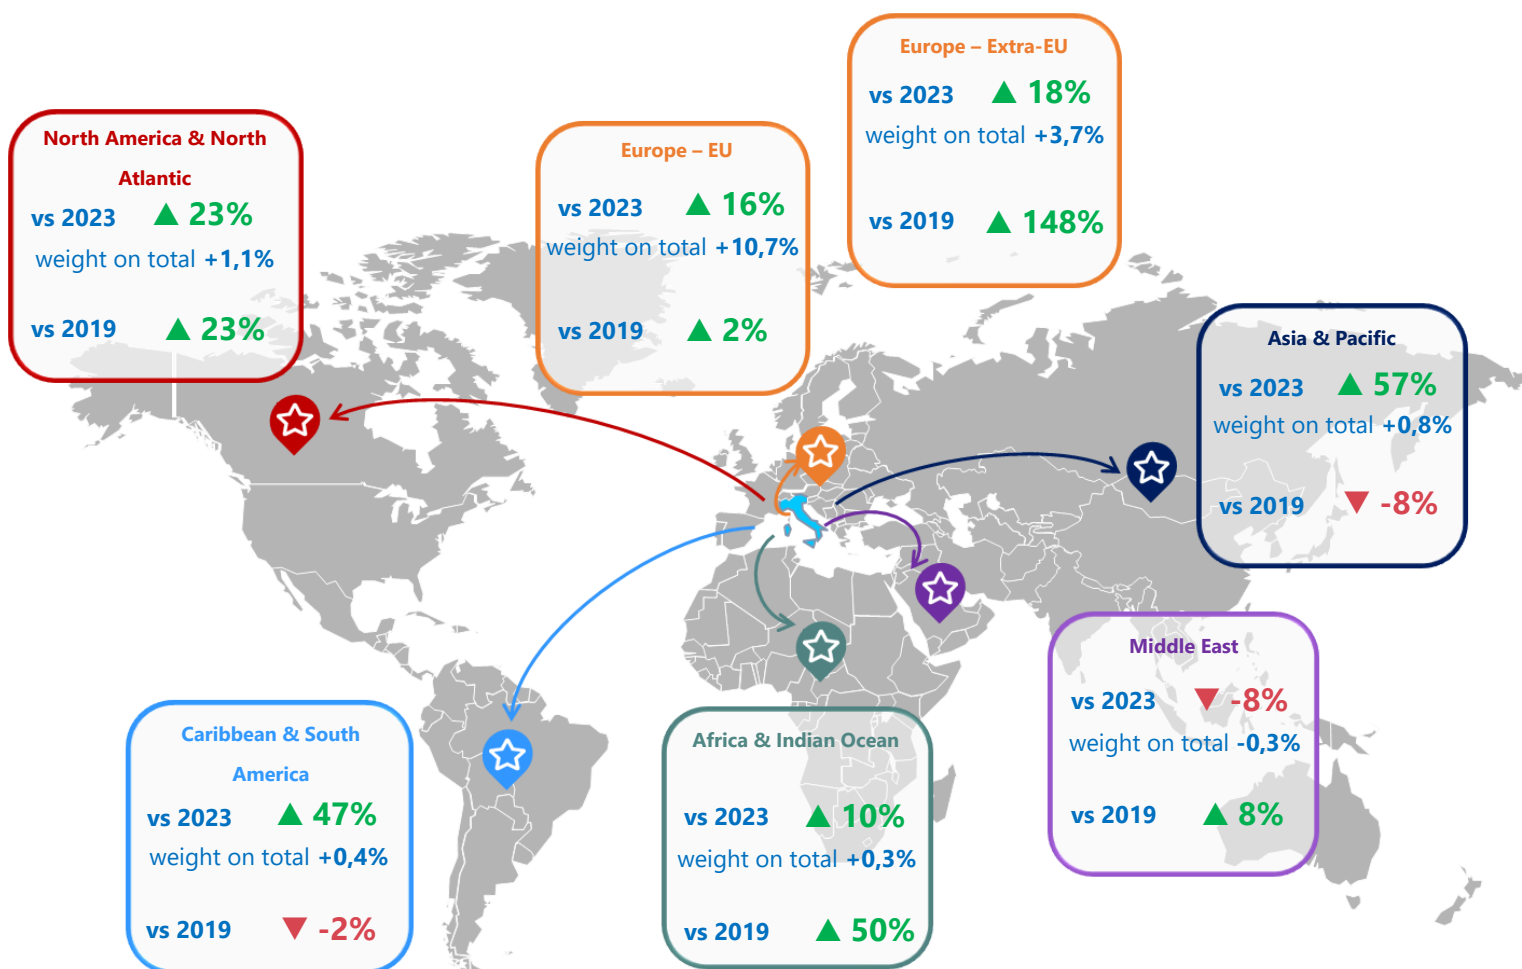 Europe – Extra-EU
vs 2023 ▲ 18%
weight on total +3,7%
vs 2019 ▲ 148%
North America & North
Atlantic
vs 2023 ▲ 23%
weight on total +1,1%
vs 2019 ▲ 23%
Europe – EU
vs 2023 ▲ 16%
weight on total +10,7%
vs 2019 ▲ 2%
Asia & Pacific
vs 2023 ▲ 57%
weight on total +0,8%
vs 2019 ▼ -8%
Middle East
vs 2023 ▼ -8%
weight on total -0,3%
vs 2019 ▲ 8%
Caribbean & South
America
vs 2023 ▲ 47%
weight on total +0,4%
vs 2019 ▼ -2%
Africa & Indian Ocean
vs 2023 ▲ 10%
weight on total +0,3%
vs 2019 ▲ 50%